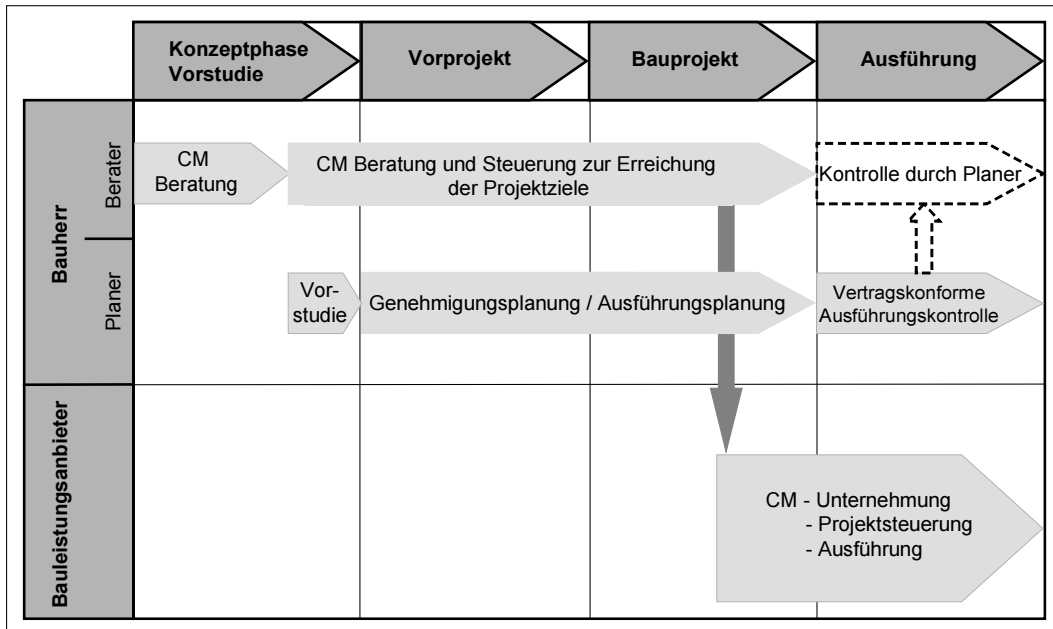 Konzeptphase
Vorstudie
Vorprojekt
Bauprojekt
Ausführung
Bauherr
Berater
CM
Beratung
CM Beratung und Steuerung zur Erreichung
der Projektziele
Kontrolle durch Planer
Planer
Vor-
studie
Genehmigungsplanung / Ausführungsplanung
Vertragskonforme
Ausführungskontrolle
Bauleistungsanbieter
CM - Unternehmung
- Projektsteuerung
- Ausführung